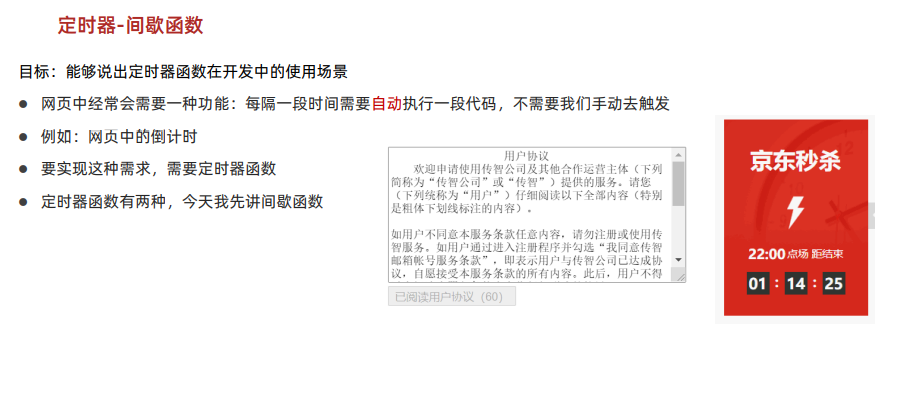 定时器-间歇函数
目标：能够说出定时器函数在开发中的使用场景
● 网页中经常会需要一种功能：每隔一段时间需要自动执行一段代码，不需要我们手动去触发
● 例如：网页中的倒计时
● 要实现这种需求，需要定时器函数
● 定时器函数有两种，今天我先讲间歇函数
用户协议
欢迎申请使用传智公司及其他合作运营主体（下列
简称为“传智公司”或“传智”）提供的服务。请您
（下列统称为“用户”）仔细阅读以下全部内容（特别
是粗体下划线标注的内容）。
如用户不同意本服务条款任意内容，请勿注册或使用传
智服务。如用户通过进入注册程序并勾选“我同意传智
邮箱帐号服务条款”，即表示用户与传智公司已达成协
议，自愿接受本服务条款的所有内容。此后，用户不得
已阅读用户协议（60）
京东秒杀
22:00 点场 距结束
01 : 14 : 25